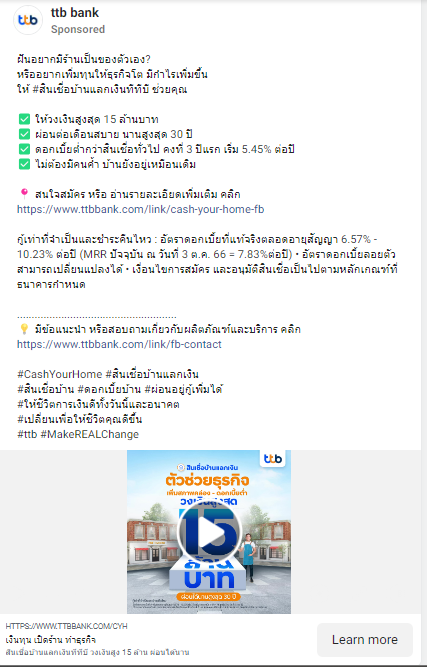 ttb
ttb bank
Sponsored
ฝันอยากมีร้านเป็นของตัวเอง?
หรืออยากเพิ่มทุนให้ธุรกิจโต มีกำไรเพิ่มขึ้น
ให้ #สินเชื่อบ้านแลกเงินทีทีบี ช่วยคุณ
✅ ให้วงเงินสูงสุด 15 ล้านบาท
✅ ผ่อนต่อเดือนสบาย นานสูงสุด 30 ปี
✅ ดอกเบี้ยต่ำกว่าสินเชื่อทั่วไป คงที่ 3 ปีแรก เริ่ม 5.45% ต่อปี
✅ ไม่ต้องมีคนค้ำ บ้านยังอยู่เหมือนเดิม
📍 สนใจสมัคร หรือ อ่านรายละเอียดเพิ่มเติม คลิก
https://www.ttbbank.com/link/cash-your-home-fb
กู้เท่าที่จำเป็นและชำระคืนไหว : อัตราดอกเบี้ยที่แท้จริงตลอดอายุสัญญา 6.57% -
10.23% ต่อปี (MRR ปัจจุบัน ณ วันที่ 3 ต.ค. 66 = 7.83%ต่อปี) • อัตราดอกเบี้ยลอยตัว
สามารถเปลี่ยนแปลงได้ • เงื่อนไขการสมัคร และอนุมัติสินเชื่อเป็นไปตามหลักเกณฑ์ที่
ธนาคารกำหนด
.........................................................
💡 มีข้อแนะนำ หรือสอบถามเกี่ยวกับผลิตภัณฑ์และบริการ คลิก
https://www.ttbbank.com/link/fb-contact
#CashYourHome #สินเชื่อบ้านแลกเงิน
#สินเชื่อบ้าน #ดอกเบี้ยบ้าน #ผ่อนอยู่กู้เพิ่มได้
#ให้ชีวิตการเงินดีทั้งวันนี้และอนาคต
#เปลี่ยนเพื่อให้ชีวิตคุณดีขึ้น
#ttb #MakeREALChange
ttb
สินเชื่อบ้านแลกเงิน
ตัวช่วยธุรกิจ
เพิ่มสภาพคล่อง - ดอกเบี้ยต่ำ
วงเงินสูงสุด
15
ล้าน
บาท
ผ่อนได้นานสูงสุด 30 ปี
HTTPS://WWW.TTBBANK.COM/CYH
เงินทุน เปิดร้าน ทำธุรกิจ
สินเชื่อบ้านแลกเงินทีทีบี วงเงินสูง 15 ล้าน ผ่อนได้นาน
Learn more